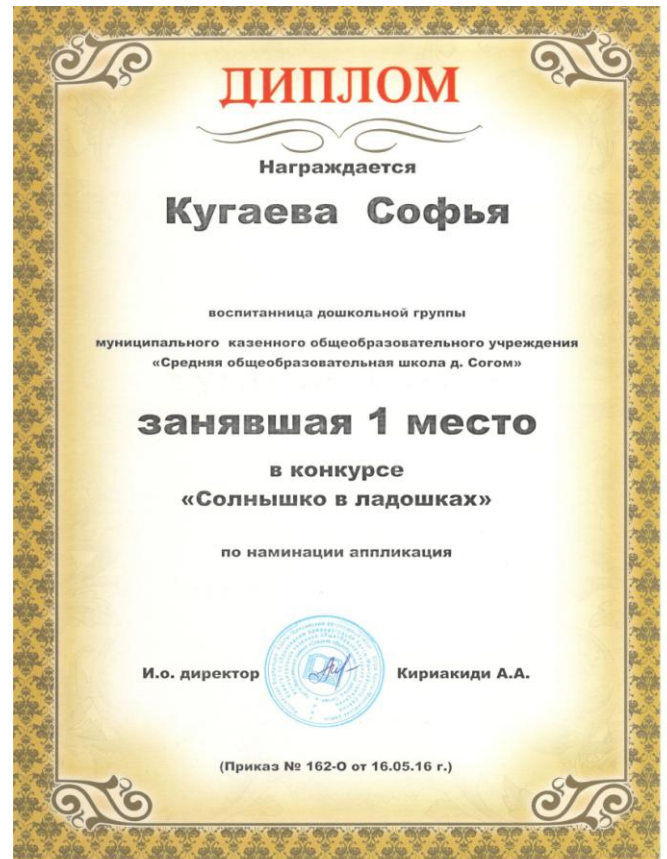 ДИПЛОМ
Награждается
Кугаева Софья
воспитанница дошкольной группы
муниципального казенного общеобразовательного учреждения
«Средняя общеобразовательная школа д. Согом»
занявшая 1 место
в конкурсе
«Солнышко в ладошках»
по наминации аппликация
И.о. директор Кириакиди А.А.
(Приказ № 162-О от 16.05.16 г.)